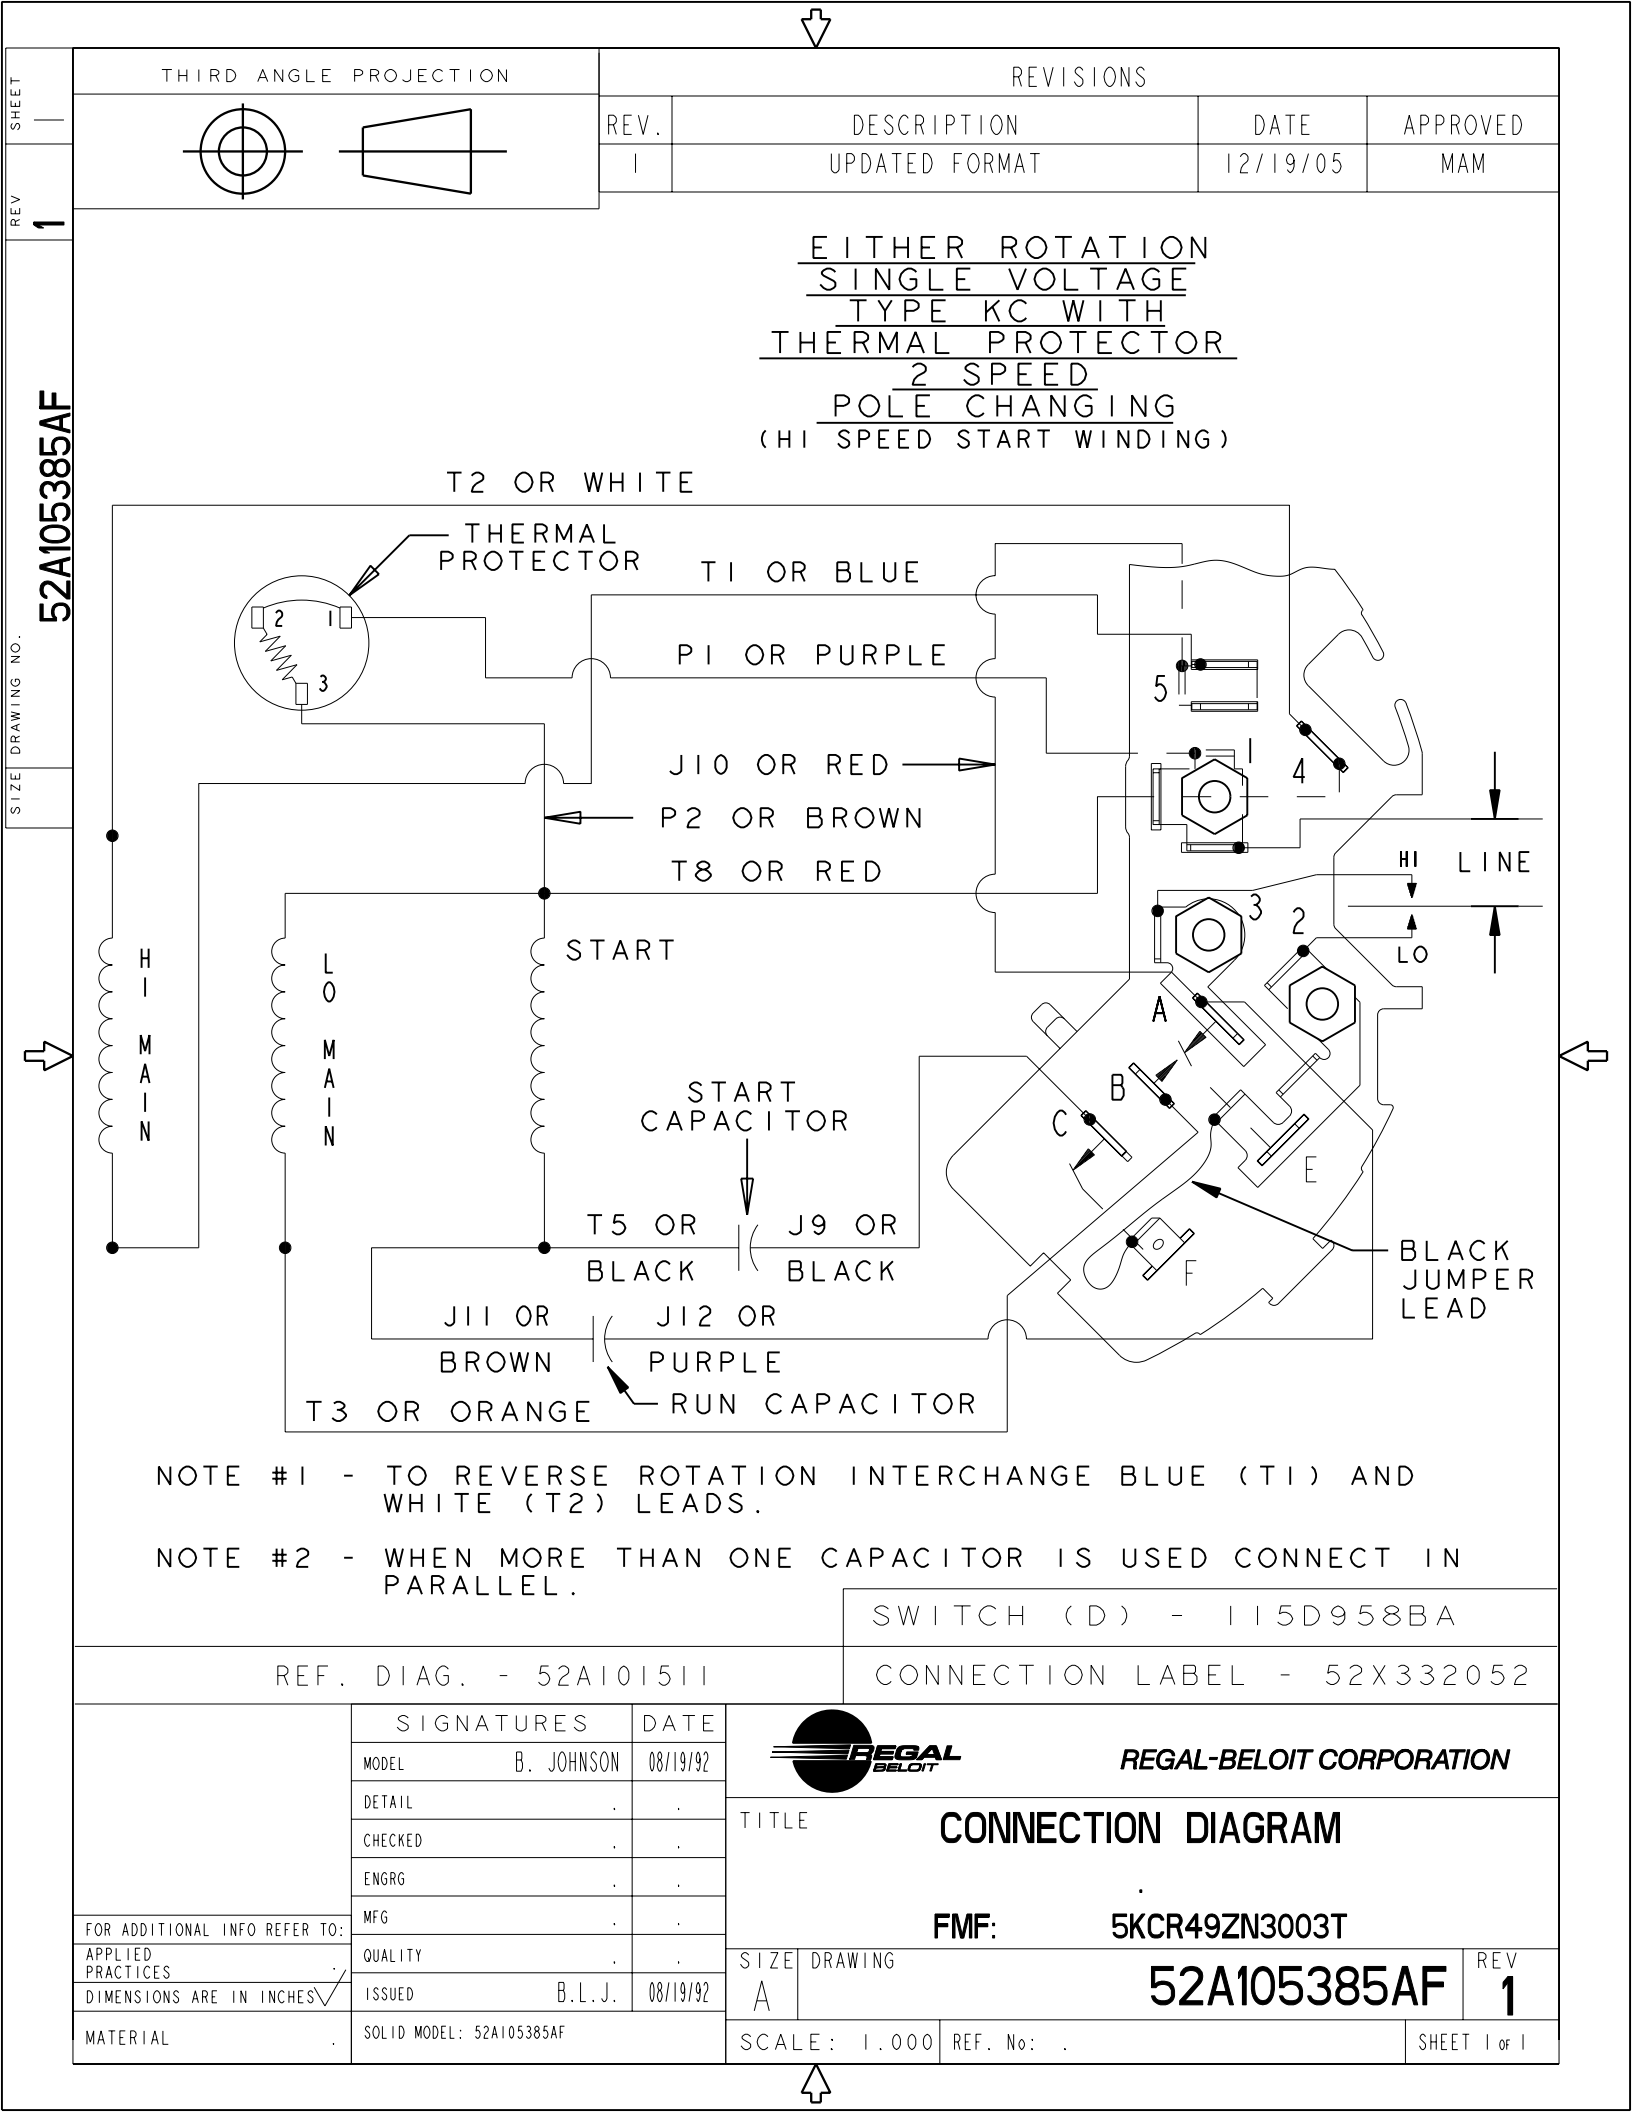 THIRD ANGLE PROJECTION
REVISIONS
REV. DESCRIPTION DATE APPROVED
1 UPDATED FORMAT 12/19/05 MAM
SHEET 1
REV 1
SIZE DRAWING NO. 52A105385AF
EITHER ROTATION
SINGLE VOLTAGE
TYPE KC WITH
THERMAL PROTECTOR
2 SPEED
POLE CHANGING
(HI SPEED START WINDING)
T2 OR WHITE
THERMAL
PROTECTOR
T1 OR BLUE
2 1
3
P1 OR PURPLE
5
J10 OR RED
1
4
P2 OR BROWN
T8 OR RED
HI
LINE
3
2
LO
START
HI MAIN
LO MAIN
A
B
C
START
CAPACITOR
E
T5 OR
BLACK
J9 OR
BLACK
F
BLACK
JUMPER
LEAD
J11 OR
BROWN
J12 OR
PURPLE
RUN CAPACITOR
T3 OR ORANGE
NOTE #1 - TO REVERSE ROTATION INTERCHANGE BLUE (T1) AND
WHITE (T2) LEADS.
NOTE #2 - WHEN MORE THAN ONE CAPACITOR IS USED CONNECT IN
PARALLEL.
SWITCH (D) - 115D958BA
REF. DIAG. - 52A101511
CONNECTION LABEL - 52X332052
SIGNATURES DATE
MODEL B. JOHNSON 08/19/92
DETAIL . .
CHECKED . .
ENGRG . .
MFG . .
QUALITY . .
ISSUED B.L.J. 08/19/92
SOLID MODEL: 52A105385AF
FOR ADDITIONAL INFO REFER TO:
APPLIED
PRACTICES .
DIMENSIONS ARE IN INCHES
MATERIAL .
REGAL
BELOIT
REGAL-BELOIT CORPORATION
TITLE
CONNECTION DIAGRAM
.
FMF: 5KCR49ZN3003T
SIZE A
DRAWING 52A105385AF
REV 1
SCALE: 1.000
REF. No: .
SHEET 1 OF 1